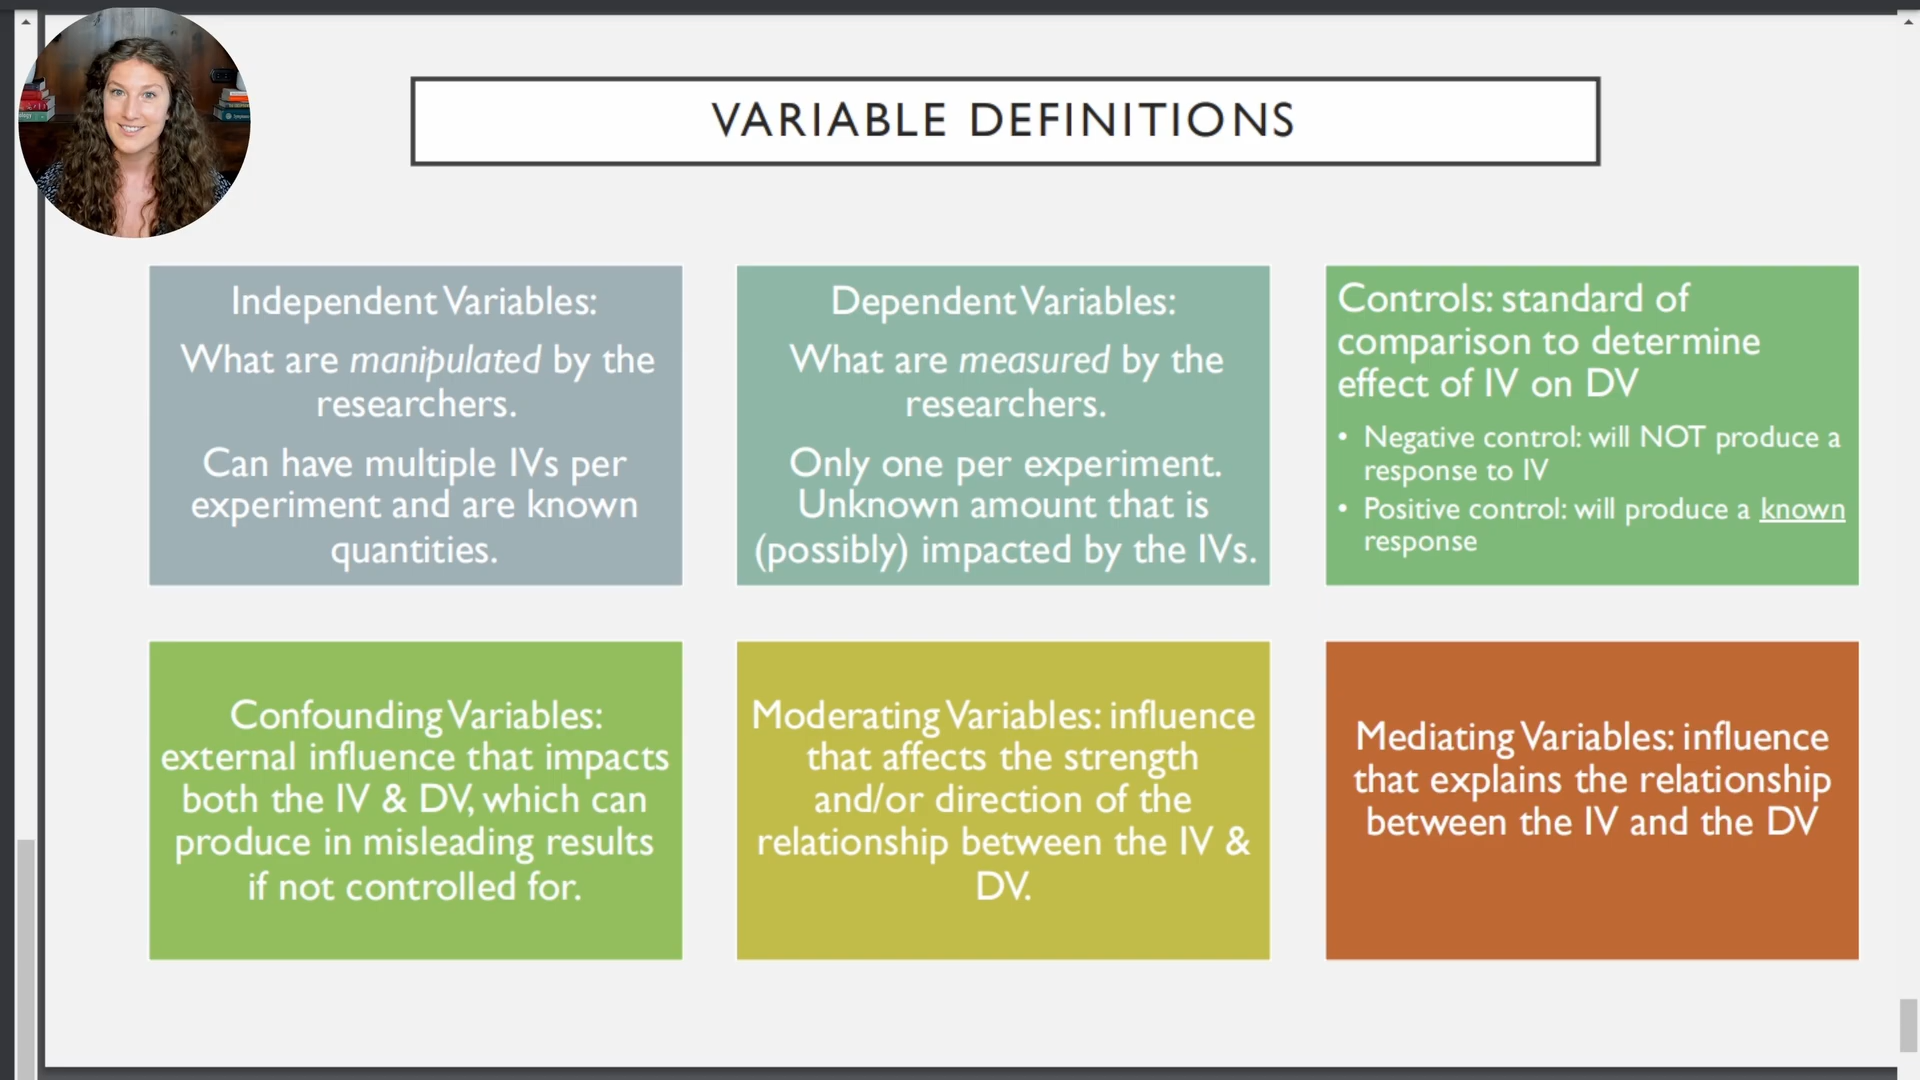 VARIABLE DEFINITIONS
Independent Variables:
What are manipulated by the
researchers.
Can have multiple IVs per
experiment and are known
quantities.
Dependent Variables:
What are measured by the
researchers.
Only one per experiment.
Unknown amount that is
(possibly) impacted by the IVs.
Controls: standard of
comparison to determine
effect of IV on DV
• Negative control: will NOT produce a
response to IV
• Positive control: will produce a known
response
Confounding Variables:
external influence that impacts
both the IV & DV, which can
produce in misleading results
if not controlled for.
Moderating Variables: influence
that affects the strength
and/or direction of the
relationship between the IV &
DV.
Mediating Variables: influence
that explains the relationship
between the IV and the DV